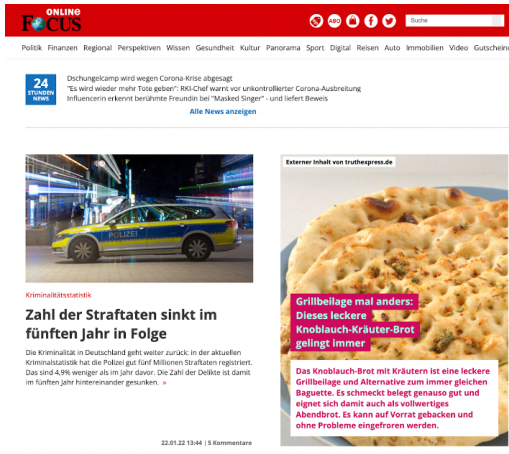 ONLINE
FOCUS
ABO
Suche
Politik Finanzen Regional Perspektiven Wissen Gesundheit Kultur Panorama Sport Digital Reisen Auto Immobilien Video Gutschein
24
STUNDEN
NEWS
Dschungelcamp wird wegen Corona-Krise abgesagt
"Es wird wieder mehr Tote geben": RKI-Chef warnt vor unkontrollierter Corona-Ausbreitung
Influencerin erkennt berühmte Freundin bei "Masked Singer" - und liefert Beweis
Alle News anzeigen
POLIZEI
Kriminalitätsstatistik
Zahl der Straftaten sinkt im
fünften Jahr in Folge
Die Kriminalität in Deutschland geht weiter zurück: in der aktuellen
Kriminalstatistik hat die Polizei gut fünf Millionen Straftaten registriert.
Das sind 4,9% weniger als im Jahr davor. Die Zahl der Delikte ist damit
im fünften Jahr hintereinander gesunken. »
22.01.22 13:44 | 5 Kommentare
Externer Inhalt von truthexpress.de
Grillbeilage mal anders:
Dieses leckere
Knoblauch-Kräuter-Brot
gelingt immer
Das Knoblauch-Brot mit Kräutern ist eine leckere
Grillbeilage und Alternative zum immer gleichen
Baguette. Es schmeckt belegt genauso gut und
eignet sich damit auch als vollwertiges
Abendbrot. Es kann auf Vorrat gebacken und
ohne Probleme eingefroren werden.